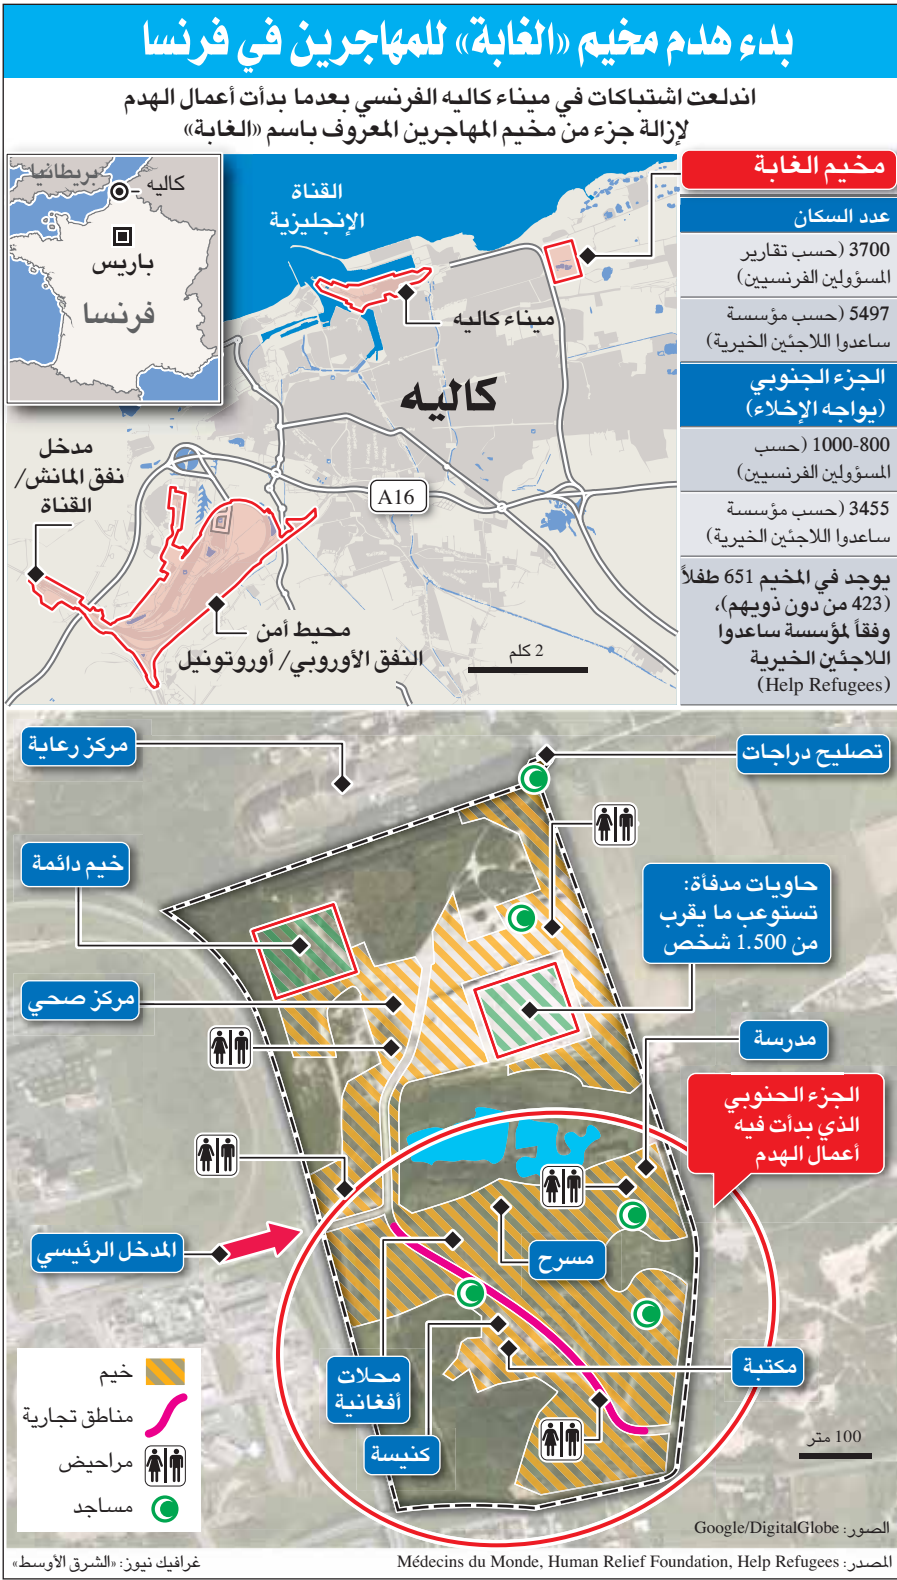 بدء هدم مخيم «الغابة» للمهاجرين في فرنسا
اندلعت اشتباكات في ميناء كاليه الفرنسي بعدما بدأت أعمال الهدم
لإزالة جزء من مخيم المهاجرين المعروف باسم «الغابة»
مخيم الغابة
عدد السكان
3700 (حسب تقارير
المسؤولين الفرنسيين)
5497 (حسب مؤسسة
ساعدوا اللاجئين الخيرية)
الجزء الجنوبي
(يواجه الإخلاء)
1000-800 (حسب
المسؤولين الفرنسيين)
3455 (حسب مؤسسة
ساعدوا اللاجئين الخيرية)
يوجد في المخيم 651 طفلاً
(423 من دون ذويهم)،
وفقاً لمؤسسة ساعدوا
اللاجئين الخيرية
(Help Refugees)
بريطانيا
كاليه
باريس
فرنسا
القناة
الإنجليزية
ميناء كاليه
كاليه
A16
مدخل
نفق المانش/
القناة
محيط أمن
النفق الأوروبي/ أوروتونيل
2 كلم
تصليح دراجات
مركز رعاية
خيم دائمة
حاويات مدفأة:
تستوعب ما يقرب
من 1.500 شخص
مركز صحي
مدرسة
الجزء الجنوبي
الذي بدأت فيه
أعمال الهدم
المدخل الرئيسي
مسرح
مكتبة
محلات
أفغانية
كنيسة
خيم
مناطق تجارية
مراحيض
مساجد
100 متر
الصور: Google/DigitalGlobe
المصدر: Médecins du Monde, Human Relief Foundation, Help Refugees
غرافيك نيوز: «الشرق الأوسط»